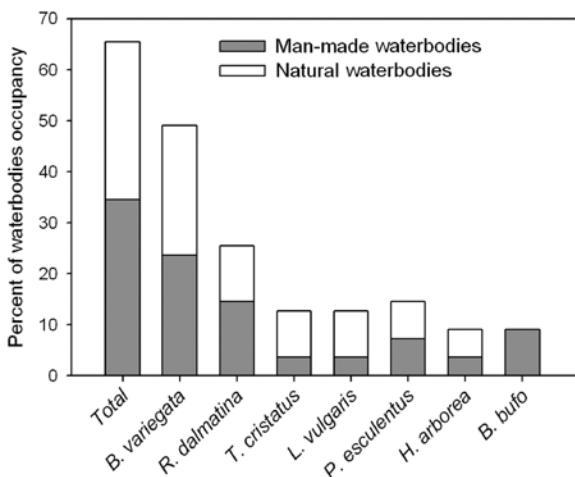 70
60
50
40
30
20
10
0
Percent of waterbodies occupancy
Man-made waterbodies
Natural waterbodies
Total
B. variegata
R. dalmatina
T. cristatus
L. vulgaris
P. esculentus
H. arborea
B. bufo